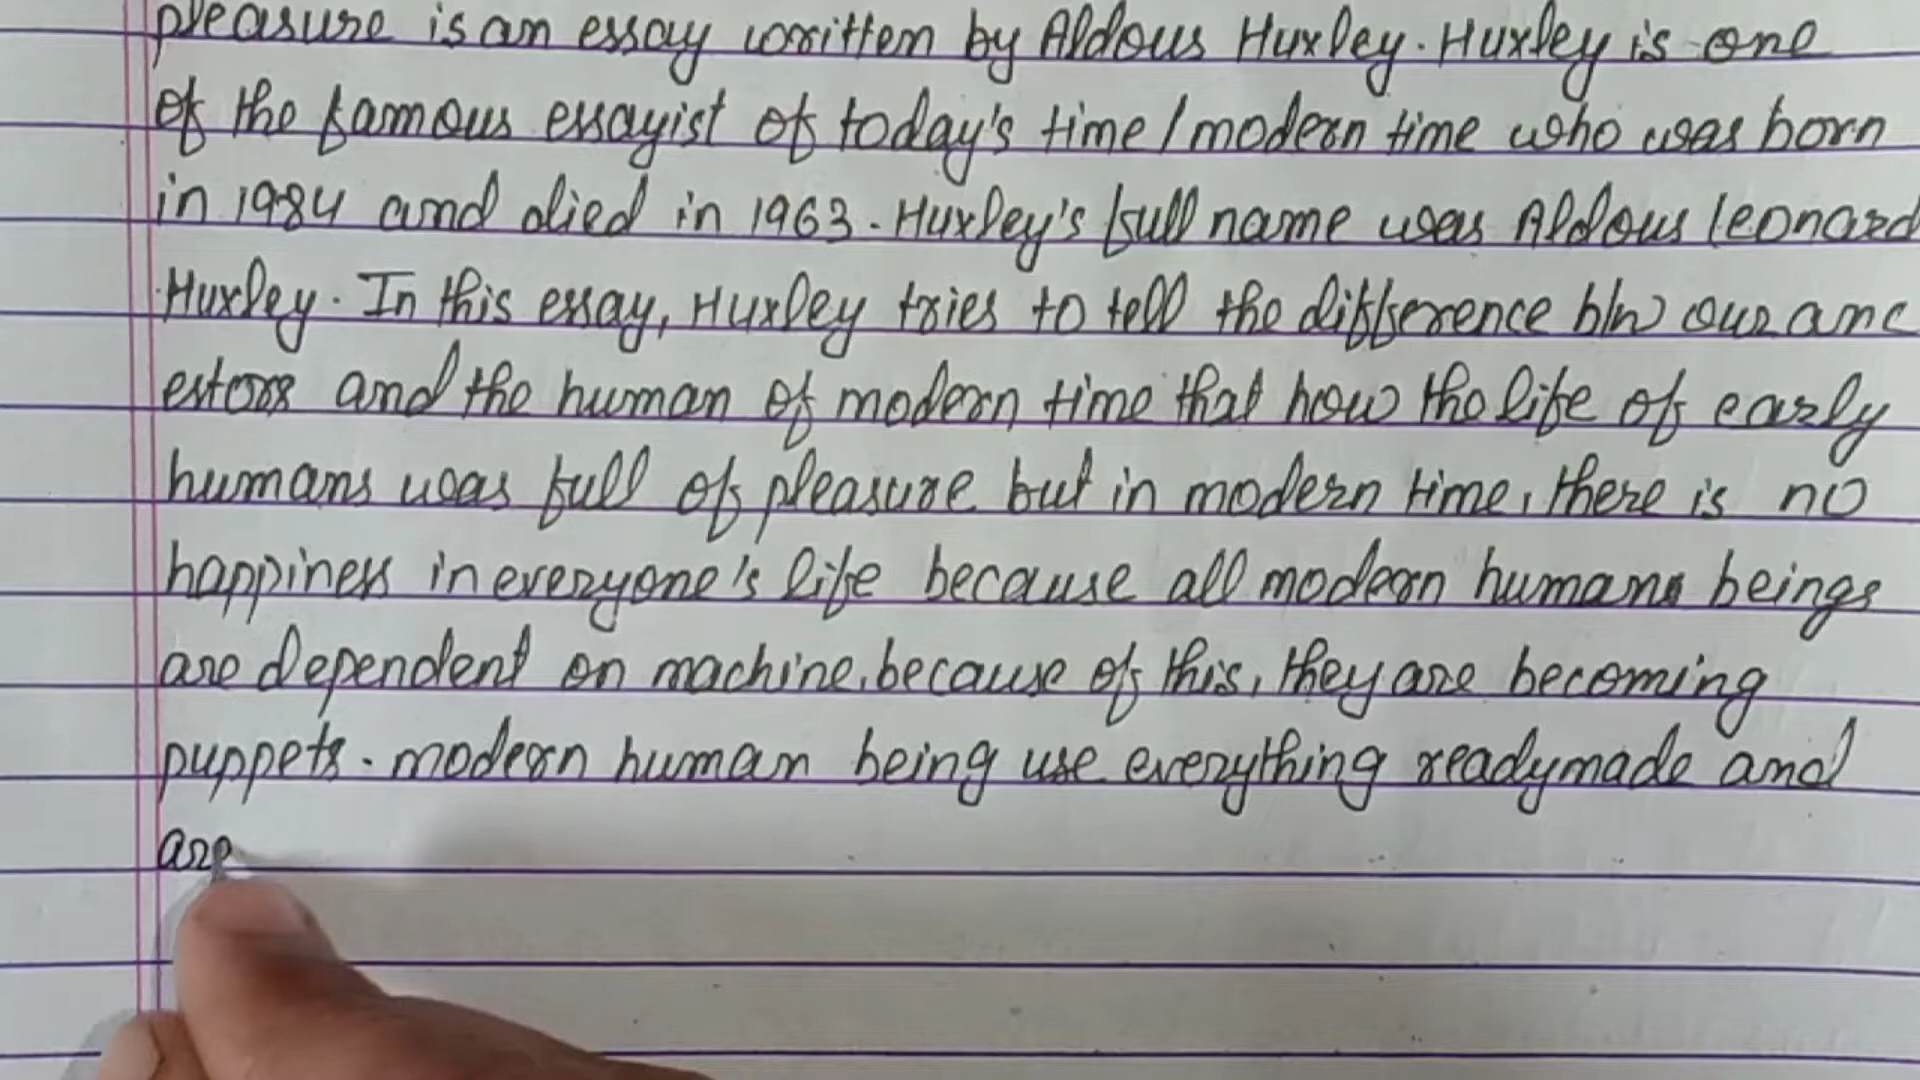 pleasure is an essay written by Aldous Huxley. Huxley is one
of the famous essayist of today's time/modern time who was born
in 1984 and died in 1963. Huxley's full name was Aldous Leonard
Huxley. In this essay, Huxley tries to tell the difference b/w our anc
estors and the human of modern time that how the life of early
humans was full of pleasure but in modern time, there is no
happiness in everyone's life because all modern humans beings
are dependent on machine, because of this, they are becoming
puppets. modern human being use everything readymade and
are